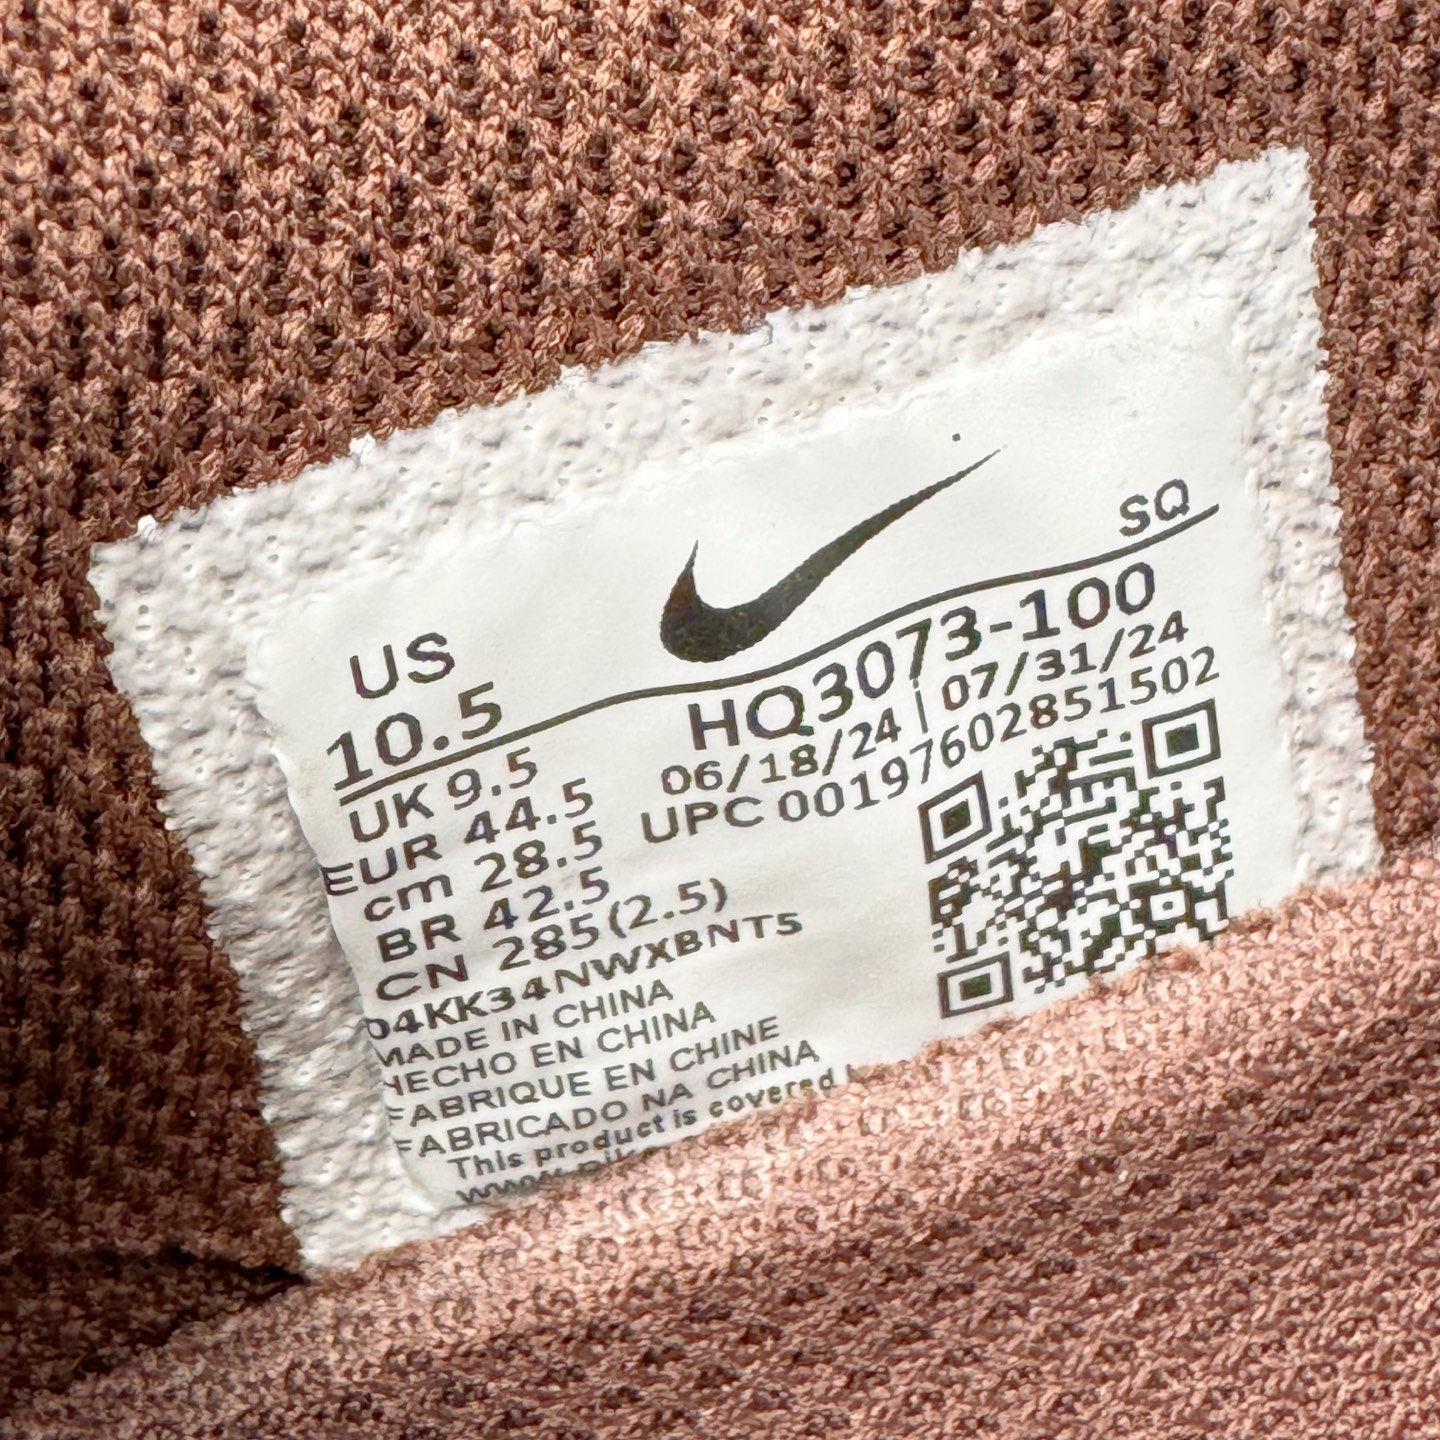 SQ
US
10.5
HQ3073-100
06/18/24 | 07/31/24
UPC 00197602851502
UK 9.5
EUR 44.5
cm 28.5
BR 42.5
CN 285(2.5)
04KK34NWXBNT5
MADE IN CHINA
HECHO EN CHINA
FABRIQUE EN CHINE
FABRICADO NA CHINA
This product is covered